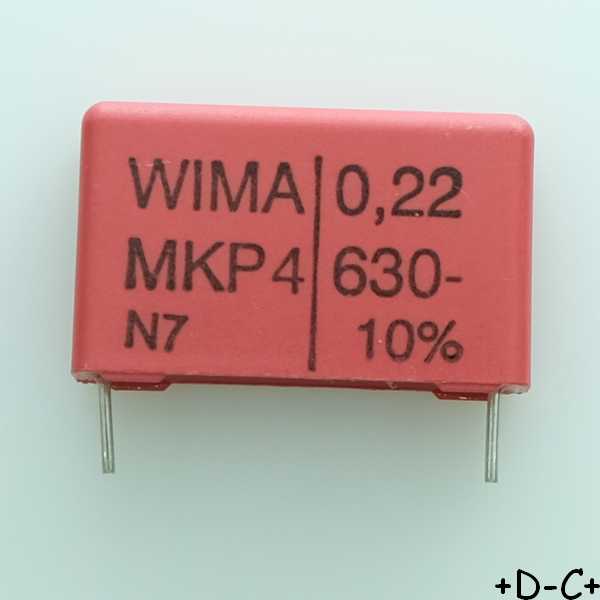 WIMA 0,22
MKP4 630-
N7 10%
+D-C+